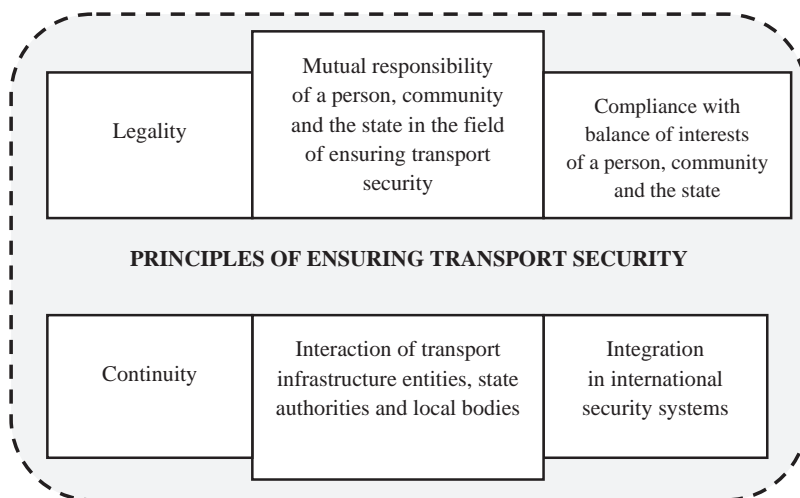 Legality
Mutual responsibility
of a person, community
and the state in the field
of ensuring transport
security
Compliance with
balance of interests
of a person, community
and the state
PRINCIPLES OF ENSURING TRANSPORT SECURITY
Continuity
Interaction of transport
infrastructure entities, state
authorities and local bodies
Integration
in international
security systems